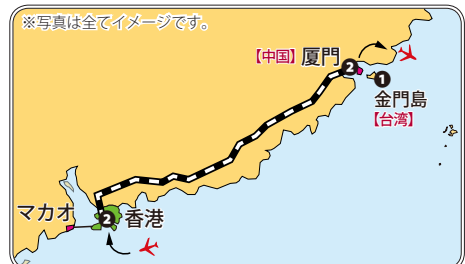 ※写真は全てイメージです。
【中国】厦門
2
1
金門島
【台湾】
マカオ
2
香港